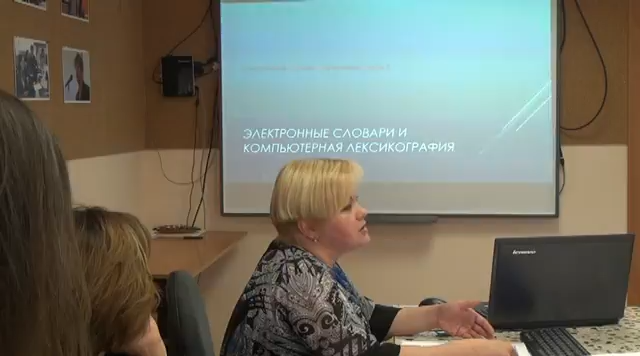 ЭЛЕКТРОННЫЕ СЛОВАРИ И
КОМПЬЮТЕРНАЯ ЛЕКСИКОГРАФИЯ
lenovo